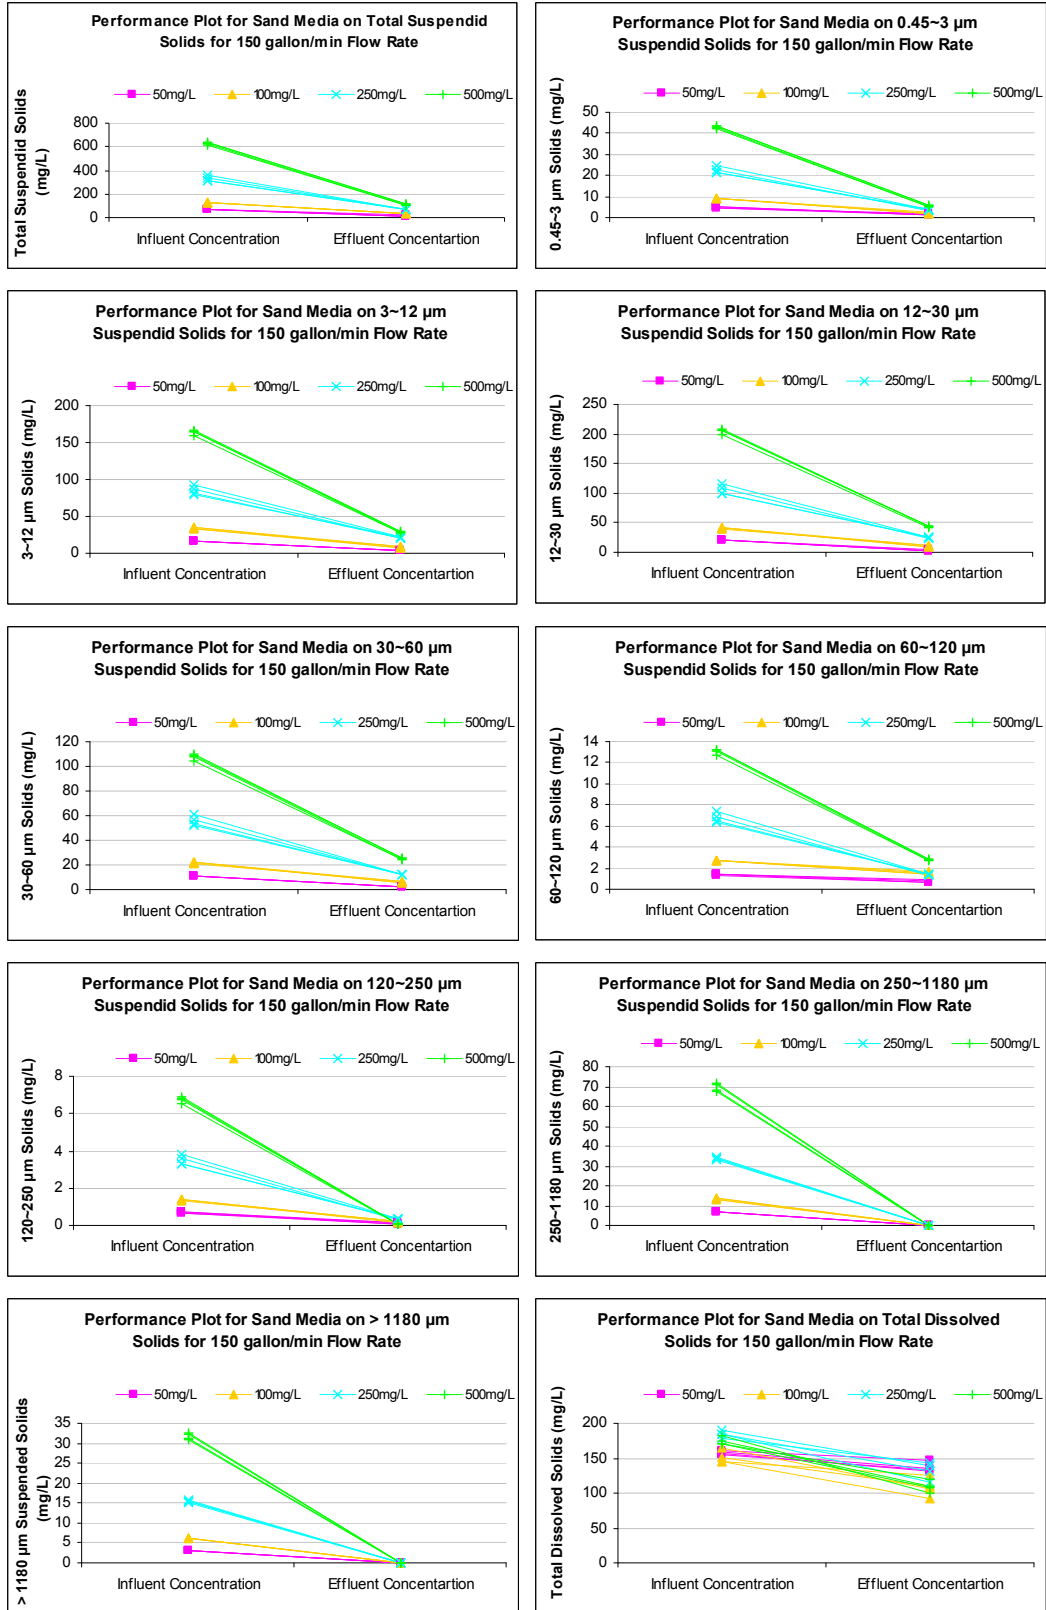 Performance Plot for Sand Media on Total Suspendid
Solids for 150 gallon/min Flow Rate
50mg/L 100mg/L 250mg/L 500mg/L
Total Suspendid Solids
(mg/L)
800
600
400
200
0
Influent Concentration Effluent Concentartion
Performance Plot for Sand Media on 0.45~3 µm
Suspendid Solids for 150 gallon/min Flow Rate
50mg/L 100mg/L 250mg/L 500mg/L
0.45~3 µm Solids (mg/L)
50
40
30
20
10
0
Influent Concentration Effluent Concentartion
Performance Plot for Sand Media on 3~12 µm
Suspendid Solids for 150 gallon/min Flow Rate
50mg/L 100mg/L 250mg/L 500mg/L
3~12 µm Solids (mg/L)
200
150
100
50
0
Influent Concentration Effluent Concentartion
Performance Plot for Sand Media on 12~30 µm
Suspendid Solids for 150 gallon/min Flow Rate
50mg/L 100mg/L 250mg/L 500mg/L
12~30 µm Solids (mg/L)
250
200
150
100
50
0
Influent Concentration Effluent Concentartion
Performance Plot for Sand Media on 30~60 µm
Suspendid Solids for 150 gallon/min Flow Rate
50mg/L 100mg/L 250mg/L 500mg/L
30~60 µm Solids (mg/L)
120
100
80
60
40
20
0
Influent Concentration Effluent Concentartion
Performance Plot for Sand Media on 60~120 µm
Suspendid Solids for 150 gallon/min Flow Rate
50mg/L 100mg/L 250mg/L 500mg/L
60~120 µm Solids (mg/L)
14
12
10
8
6
4
2
0
Influent Concentration Effluent Concentartion
Performance Plot for Sand Media on 120~250 µm
Suspendid Solids for 150 gallon/min Flow Rate
50mg/L 100mg/L 250mg/L 500mg/L
120~250 µm Solids (mg/L)
8
6
4
2
0
Influent Concentration Effluent Concentartion
Performance Plot for Sand Media on 250~1180 µm
Suspendid Solids for 150 gallon/min Flow Rate
50mg/L 100mg/L 250mg/L 500mg/L
250~1180 µm Solids (mg/L)
80
70
60
50
40
30
20
10
0
Influent Concentration Effluent Concentartion
Performance Plot for Sand Media on > 1180 µm
Solids for 150 gallon/min Flow Rate
50mg/L 100mg/L 250mg/L 500mg/L
> 1180 µm Suspended Solids
(mg/L)
35
30
25
20
15
10
5
0
Influent Concentration Effluent Concentartion
Performance Plot for Sand Media on Total Dissolved
Solids for 150 gallon/min Flow Rate
50mg/L 100mg/L 250mg/L 500mg/L
Total Dissolved Solids (mg/L)
200
150
100
50
0
Influent Concentration Effluent Concentartion